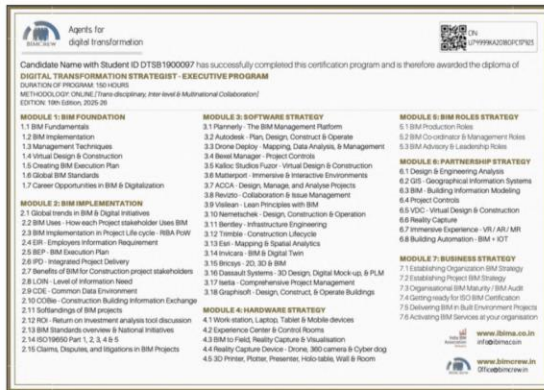 BIMCREW
Agents for
digital transformation
CIN
Candidate Name with Student ID DTSB1900097 has successfully completed this certification program and is therefore awarded the diploma of
DIGITAL TRANSFORMATION STRATEGIST - EXECUTIVE PROGRAM
DURATION OF PROGRAM: 150 HOURS
METHODOLOGY: ONLINE [Trans-disciplinary, Inter-level & Multinational Collaboration]
EDITION: 19th Edition, 2025-26
MODULE 1: BIM FOUNDATION
1.1 BIM Fundamentals
1.2 BIM Implementation
1.3 Management Techniques
1.4 Virtual Design & Construction
1.5 Creating BIM Execution Plan
1.6 Global BIM Standards
1.7 Career Opportunities in BIM & Digitalization
MODULE 2: BIM IMPLEMENTATION
2.1 Global trends in BIM & Digital Initiatives
2.2 BIM Uses - How each Project stakeholder Uses BIM
2.3 BIM Implementation in Project Life cycle - RIBA PoW
2.4 EIR - Employers Information Requirement
2.5 BEP - BIM Execution Plan
2.6 IPD - Integrated Project Delivery
2.7 Benefits of BIM for Construction project stakeholders
2.8 LOIN - Level of Information Need
2.9 CDE - Common Data Environment
2.10 COBie - Construction Building Information Exchange
2.11 Softlandings of BIM projects
2.12 ROI - Return on Investment analysis tool discussion
2.13 BIM Standards overview & National Initiatives
2.14 ISO19650 Part 1, 2, 3, 4 & 5
2.15 Claims, Disputes, and litigations in BIM Projects
MODULE 3: SOFTWARE STRATEGY
3.1 Plannerly - The BIM Management Platform
3.2 Autodesk - Plan, Design, Construct & Operate
3.3 Drone Deploy - Mapping, Data Analysis, & Management
3.4 Bexel Manager - Project Controls
3.5 Kalloc Studios Fuzor - Virtual Design & Construction
3.6 Matterport - Immersive & Interactive Environments
3.7 ACCA - Design, Manage, and Analyse Projects
3.8 Revizto - Collaboration & Issue Management
3.9 Visilean - Lean Principles with BIM
3.10 Nemetschek - Design, Construction & Operation
3.11 Bentley - Infrastructure Engineering
3.12 Trimble - Construction Lifecycle
3.13 Esri - Mapping & Spatial Analytics
3.14 Invicara - BIM & Digital Twin
3.15 Bricsys - 2D, 3D & BIM
3.16 Dassault Systems - 3D Design, Digital Mock-up, & PLM
3.17 Iselia - Comprehensive Project Management
3.18 Graphisoft - Design, Construct, & Operate Buildings
MODULE 4: HARDWARE STRATEGY
4.1 Work-station, Laptop, Tablet & Mobile devices
4.2 Experience Center & Control Rooms
4.3 BIM to Field, Reality Capture & Visualisation
4.4 Reality Capture Device - Drone, 360 camera & Cyber dog
4.5 3D Printer, Plotter, Presenter, Holo-table, Wall & Room
MODULE 5: BIM ROLES STRATEGY
5.1 BIM Production Roles
5.2 BIM Co-ordinator & Management Roles
5.3 BIM Advisory & Leadership Roles
MODULE 6: PARTNERSHIP STRATEGY
6.1 Design & Engineering Analysis
6.2 GIS - Geographical Information Systems
6.3 BIM - Building Information Modeling
6.4 Project Controls
6.5 VDC - Virtual Design & Construction
6.6 Reality Capture
6.7 Immersive Experience - VR / AR / MR
6.8 Building Automation - BIM + IOT
MODULE 7: BUSINESS STRATEGY
7.1 Establishing Organization BIM Strategy
7.2 Establishing Project BIM Strategy
7.3 Organisational BIM Maturity / BIM Audit
7.4 Getting ready for ISO BIM Certification
7.5 Delivering BIM in Built Environment Projects
7.6 Activating BIM Services at your organisation
www.ibima.co.in
info@ibima.co.in
www.bimcrew.in
Office@bimcrew.in